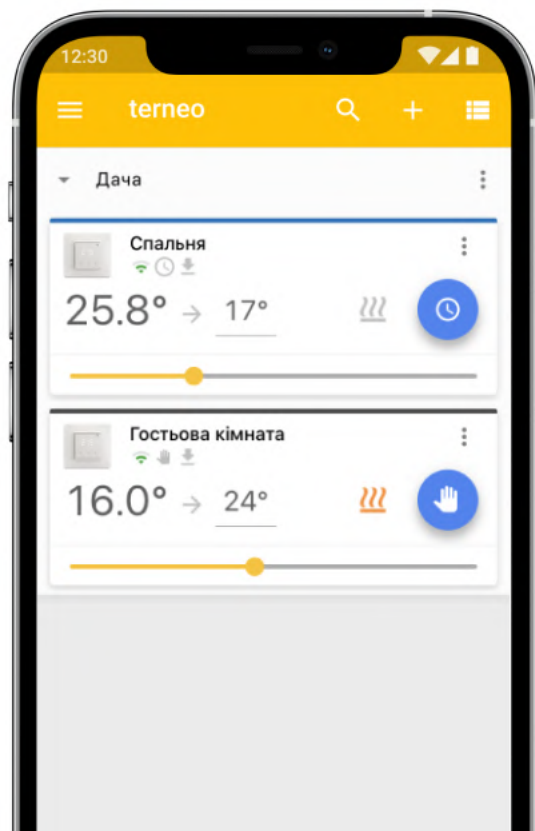 12:30
terneo
Дача
Спальня
25.8° → 17°
Гостьова кімната
16.0° → 24°